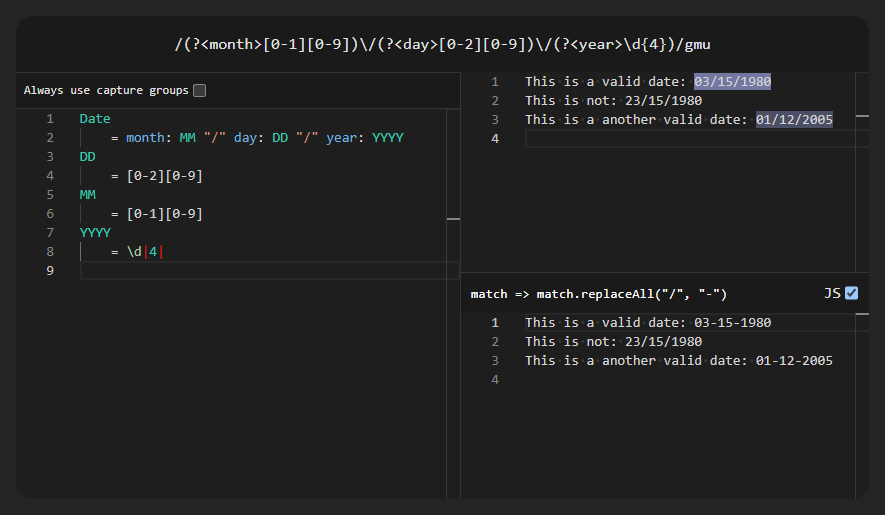 /(?<month>[0-1][0-9])\/(?<day>[0-2][0-9])\/(?<year>\d{4})/gmu
Always use capture groups
1 Date
2 = month: MM "/" day: DD "/" year: YYYY
3 DD
4 = [0-2][0-9]
5 MM
6 = [0-1][0-9]
7 YYYY
8 = \d|4|
9
1 This is a valid date: 03/15/1980
2 This is not: 23/15/1980
3 This is a another valid date: 01/12/2005
4
match => match.replaceAll("/", "-") JS
1 This is a valid date: 03-15-1980
2 This is not: 23/15/1980
3 This is a another valid date: 01-12-2005
4